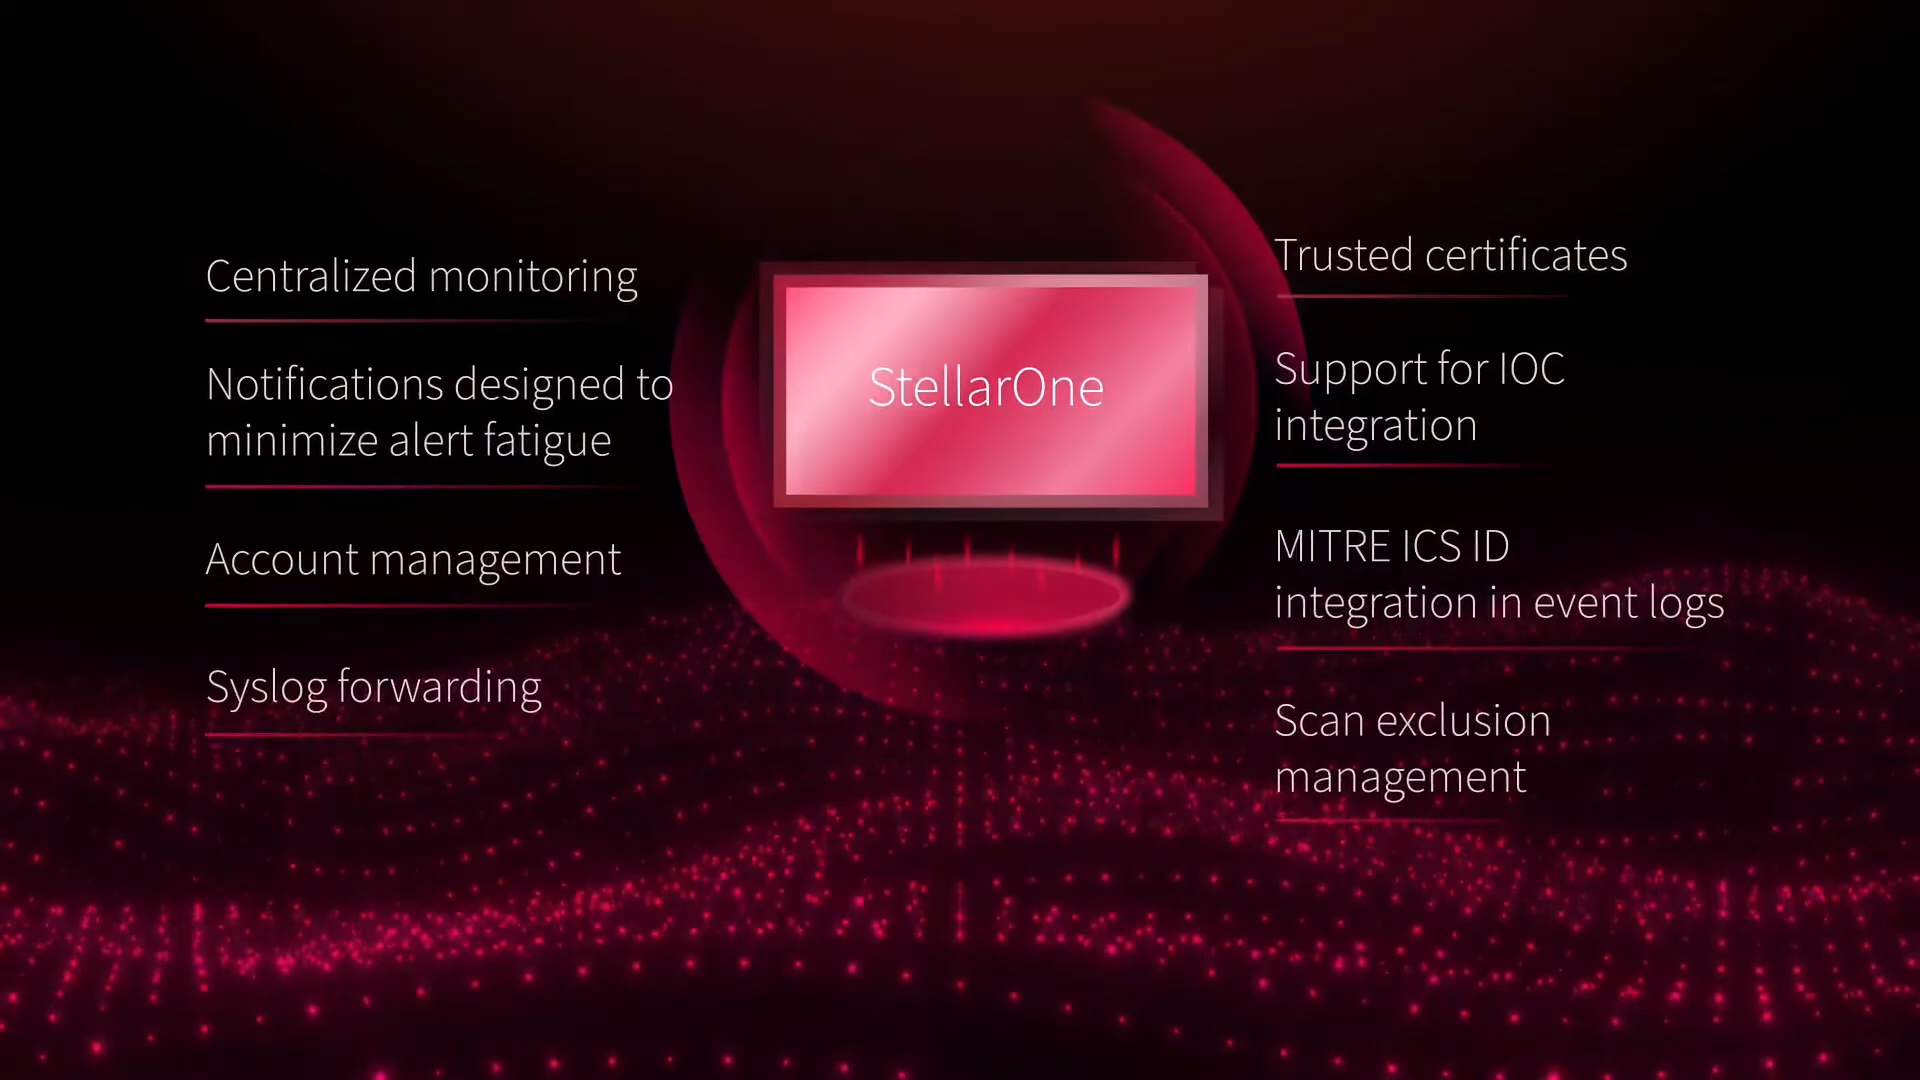 Centralized monitoring
Notifications designed to
minimize alert fatigue
Account management
Syslog forwarding
StellarOne
Trusted certificates
Support for IOC
integration
MITRE ICS ID
integration in event logs
Scan exclusion
management